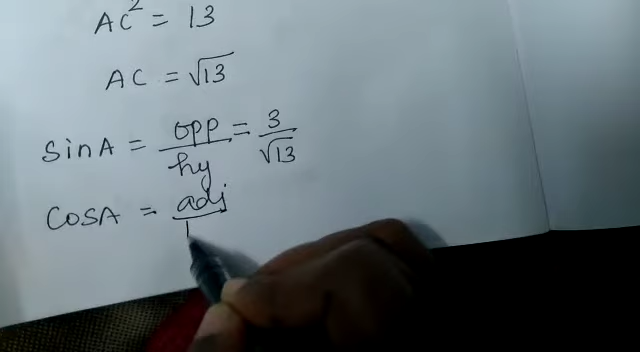 AC² = 13
AC = √13
SinA = opp/hy = 3/√13
COSA = adj/